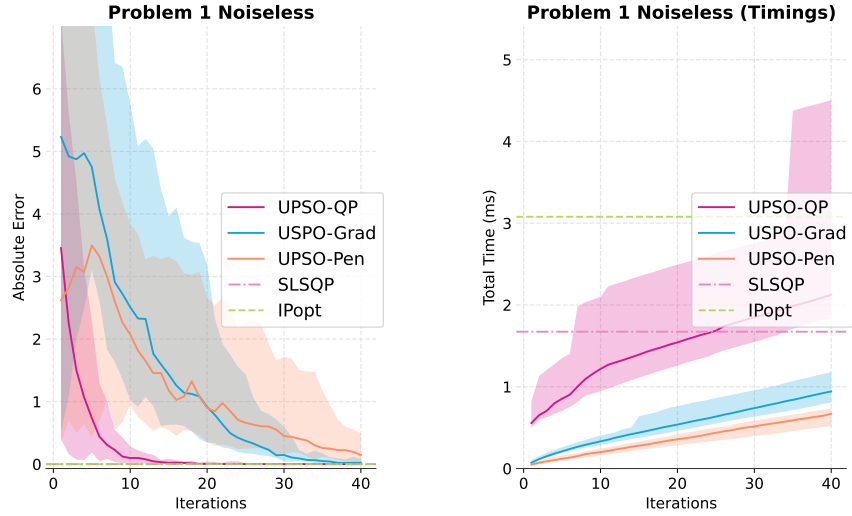 Problem 1 Noiseless
Absolute Error
6
5
4
3
2
1
0
0
10
20
30
40
Iterations
UPSO-QP
USPO-Grad
UPSO-Pen
SLSQP
IPopt
Problem 1 Noiseless (Timings)
Total Time (ms)
5
4
3
2
1
0
0
10
20
30
40
Iterations
UPSO-QP
USPO-Grad
UPSO-Pen
SLSQP
IPopt